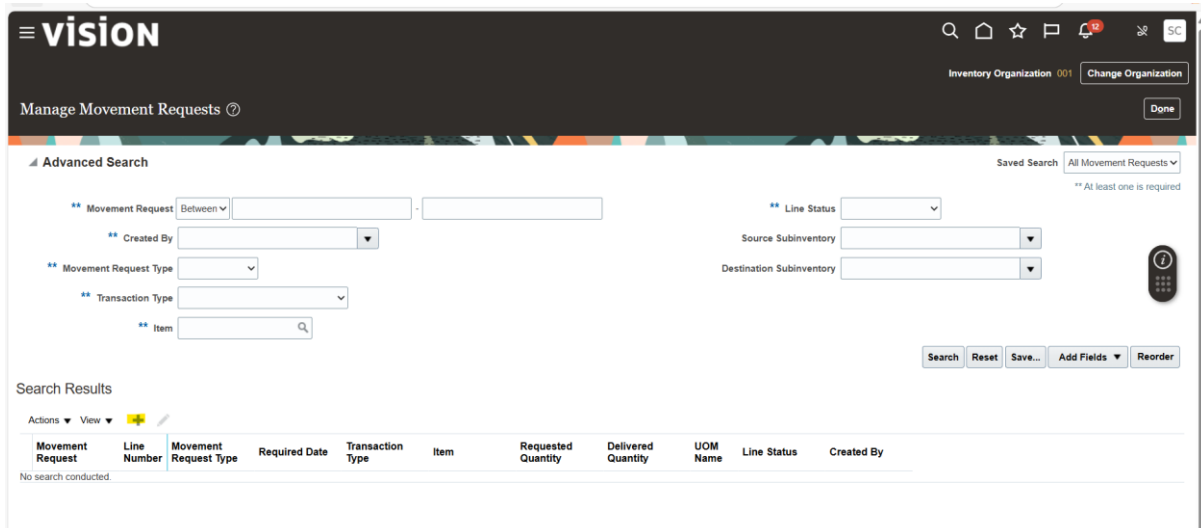 vision
12
SC
Inventory Organization 001 Change Organization
Manage Movement Requests
Done
Advanced Search
Saved Search All Movement Requests
** At least one is required
** Movement Request Between -
** Line Status
** Created By
Source Subinventory
** Movement Request Type
Destination Subinventory
** Transaction Type
** Item
Search Reset Save... Add Fields Reorder
Search Results
Actions View
Movement Request Line Number Movement Request Type Required Date Transaction Type Item Requested Quantity Delivered Quantity UOM Name Line Status Created By
No search conducted.